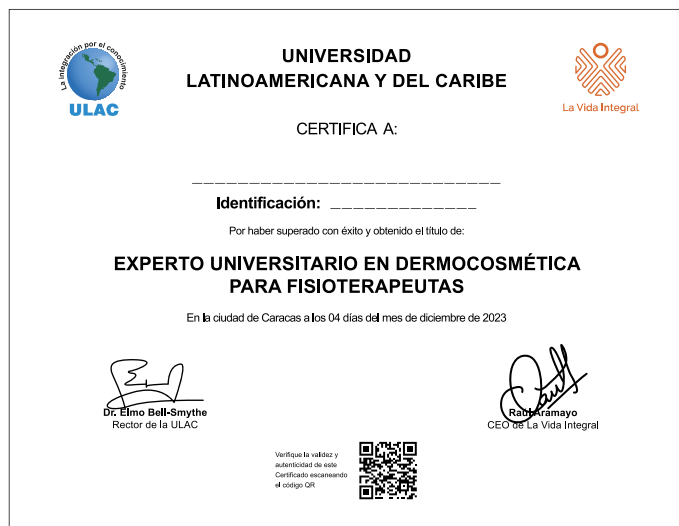 La integración por el conocimiento
ULAC
UNIVERSIDAD
LATINOAMERICANA Y DEL CARIBE
La Vida Integral
CERTIFICA A:
Identificación:
Por haber superado con éxito y obtenido el título de:
EXPERTO UNIVERSITARIO EN DERMOCOSMÉTICA
PARA FISIOTERAPEUTAS
En la ciudad de Caracas a los 04 días del mes de diciembre de 2023
Dr. Elmo Bell-Smythe
Rector de la ULAC
Raúl Aramayo
CEO de La Vida Integral
Verifique la validez y
autenticidad de este
Certificado escaneando
el código QR